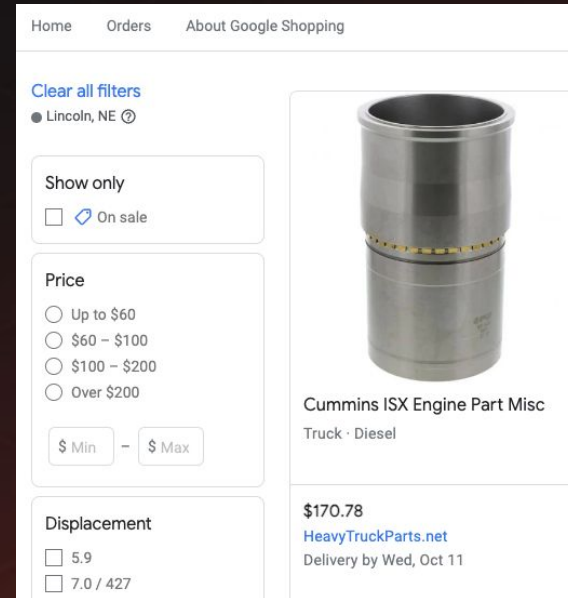 Home Orders About Google Shopping
Clear all filters
Lincoln, NE ?
Show only
On sale
Price
Up to $60
$60 – $100
$100 – $200
Over $200
$ Min – $ Max
Displacement
5.9
7.0 / 427
Cummins ISX Engine Part Misc
Truck · Diesel
$170.78
HeavyTruckParts.net
Delivery by Wed, Oct 11